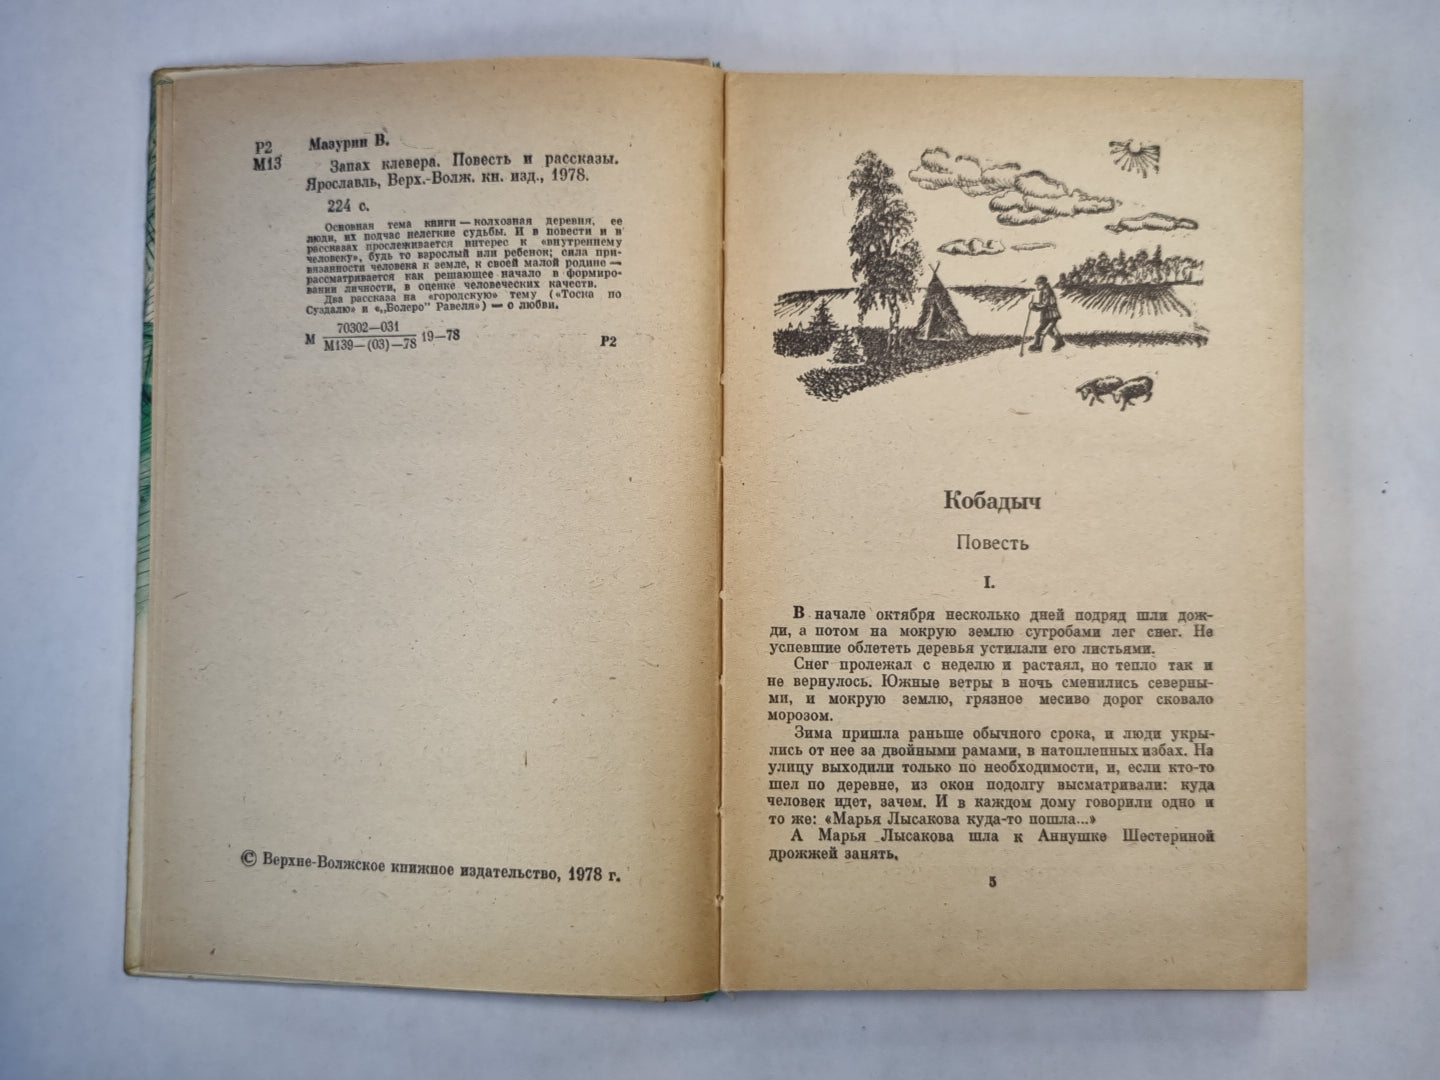 Р2
М13
Мазурин В.
Запах клевера. Повесть и рассказы.
Ярославль, Верх.-Волж. кн. изд., 1978.
224 с.
Основная тема книги — колхозная деревня, ее
люди, их подчас нелегкие судьбы. И в повести и в
рассказах прослеживается интерес к «внутреннему
человеку», будь то взрослый или ребенок; сила при-
вязанности человека к земле, к своей малой родине —
рассматривается как решающее начало в формиро-
вании личности, в оценке человеческих качеств.
Два рассказа на «городскую» тему («Тоска по
Суздалю» и «„Болеро" Равеля») — о любви.
70302—031
М 19—78
М139—(03)—78
Р2
© Верхне-Волжское книжное издательство, 1978 г.
Кобадыч
Повесть
I.
В начале октября несколько дней подряд шли дож-
ди, а потом на мокрую землю сугробами лег снег. Не
успевшие облететь деревья устилали его листьями.
Снег пролежал с неделю и растаял, но тепло так и
не вернулось. Южные ветры в ночь сменились северны-
ми, и мокрую землю, грязное месиво дорог сковало
морозом.
Зима пришла раньше обычного срока, и люди укры-
лись от нее за двойными рамами, в натопленных избах. На
улицу выходили только по необходимости, и, если кто-то
шел по деревне, из окон подолгу высматривали: куда
человек идет, зачем. И в каждом дому говорили одно и
то же: «Марья Лысакова куда-то пошла...»
А Марья Лысакова шла к Аннушке Шестериной
дрожжей занять.
5